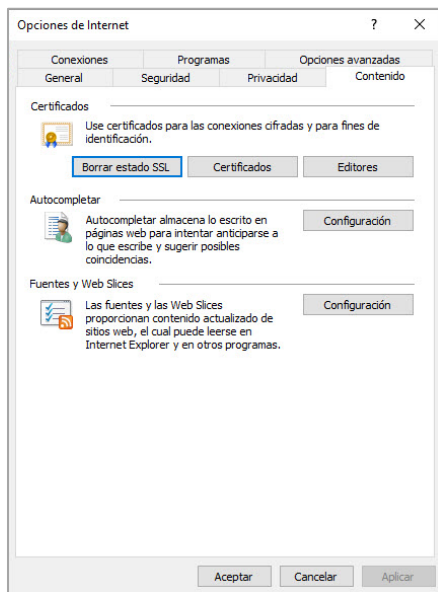 Opciones de Internet
Conexiones Programas Opciones avanzadas
General Seguridad Privacidad Contenido
Certificados
Use certificados para las conexiones cifradas y para fines de
identificación.
Borrar estado SSL Certificados Editores
Autocompletar
Autocompletar almacena lo escrito en
páginas web para intentar anticiparse a
lo que escribe y sugerir posibles
coincidencias.
Configuración
Fuentes y Web Slices
Las fuentes y las Web Slices
proporcionan contenido actualizado de
sitios web, el cual puede leerse en
Internet Explorer y en otros programas.
Configuración
Aceptar Cancelar Aplicar